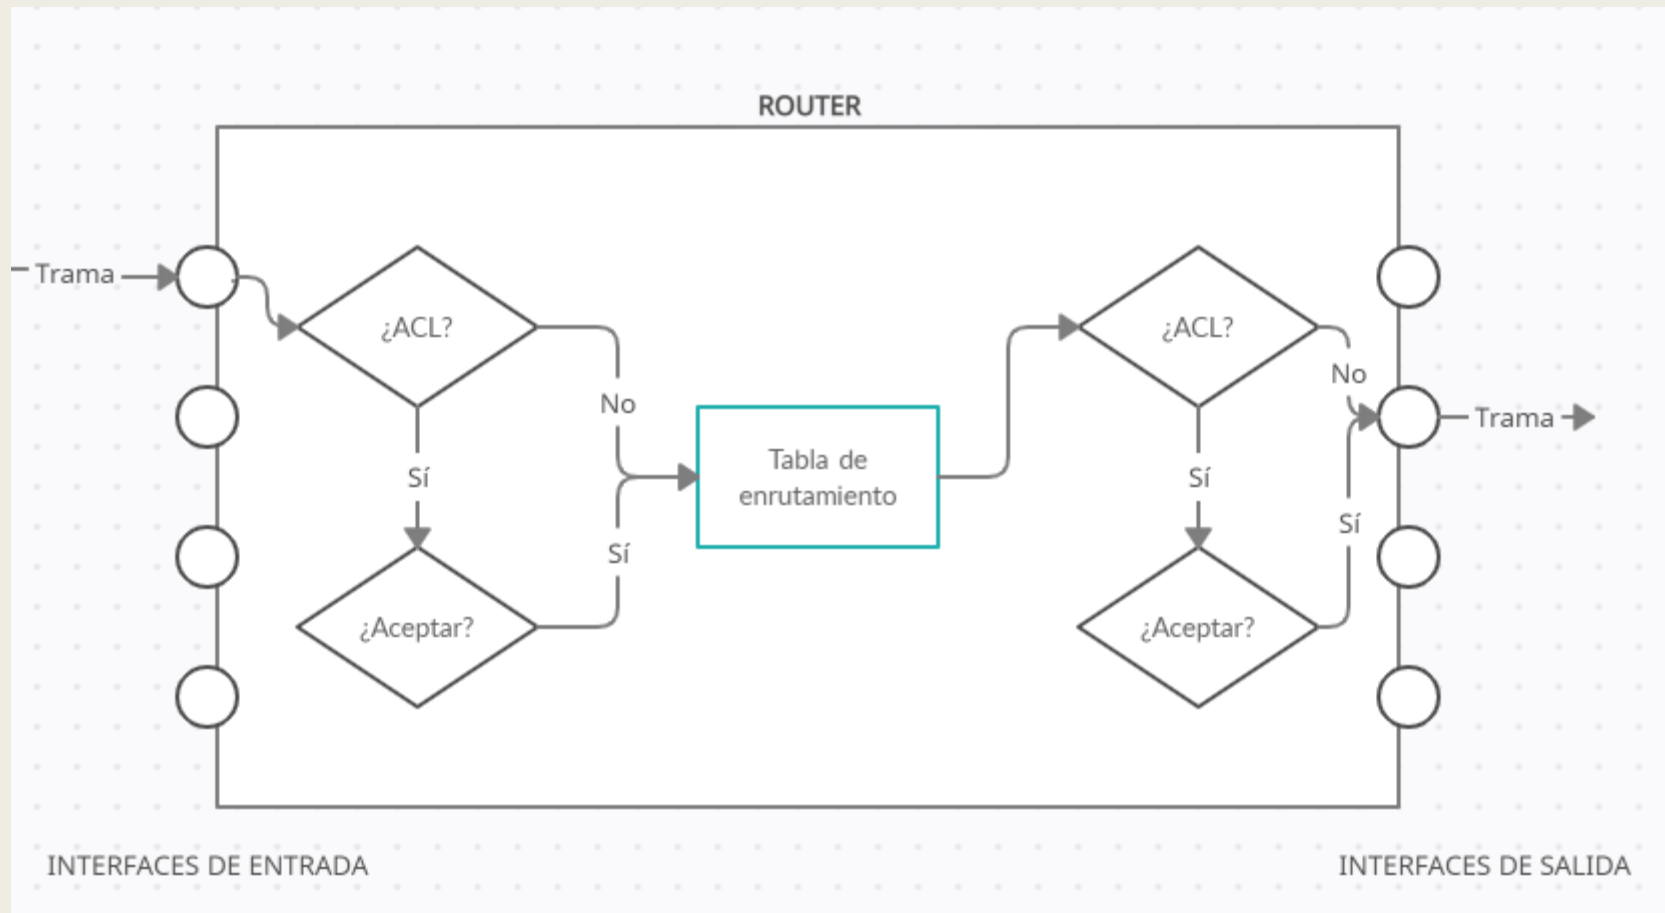 ROUTER
Trama
¿ACL?
No
Sí
¿Aceptar?
Sí
Tabla de
enrutamiento
¿ACL?
No
Sí
¿Aceptar?
Sí
Trama
INTERFACES DE ENTRADA
INTERFACES DE SALIDA